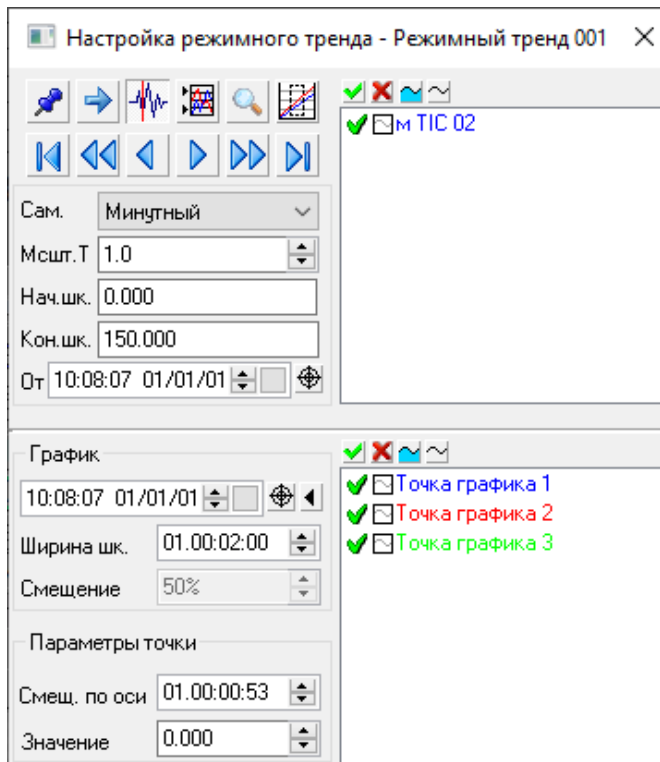 Настройка режимного тренда - Режимный тренд 001
м TIC 02
Сам. Минутный
Мсшт.Т 1.0
Нач.шк. 0.000
Кон.шк. 150.000
От 10:08:07 01/01/01
График
10:08:07 01/01/01
Ширина шк. 01.00:02:00
Смещение 50%
Параметры точки
Смещ. по оси 01.00:00:53
Значение 0.000
Точка графика 1
Точка графика 2
Точка графика 3